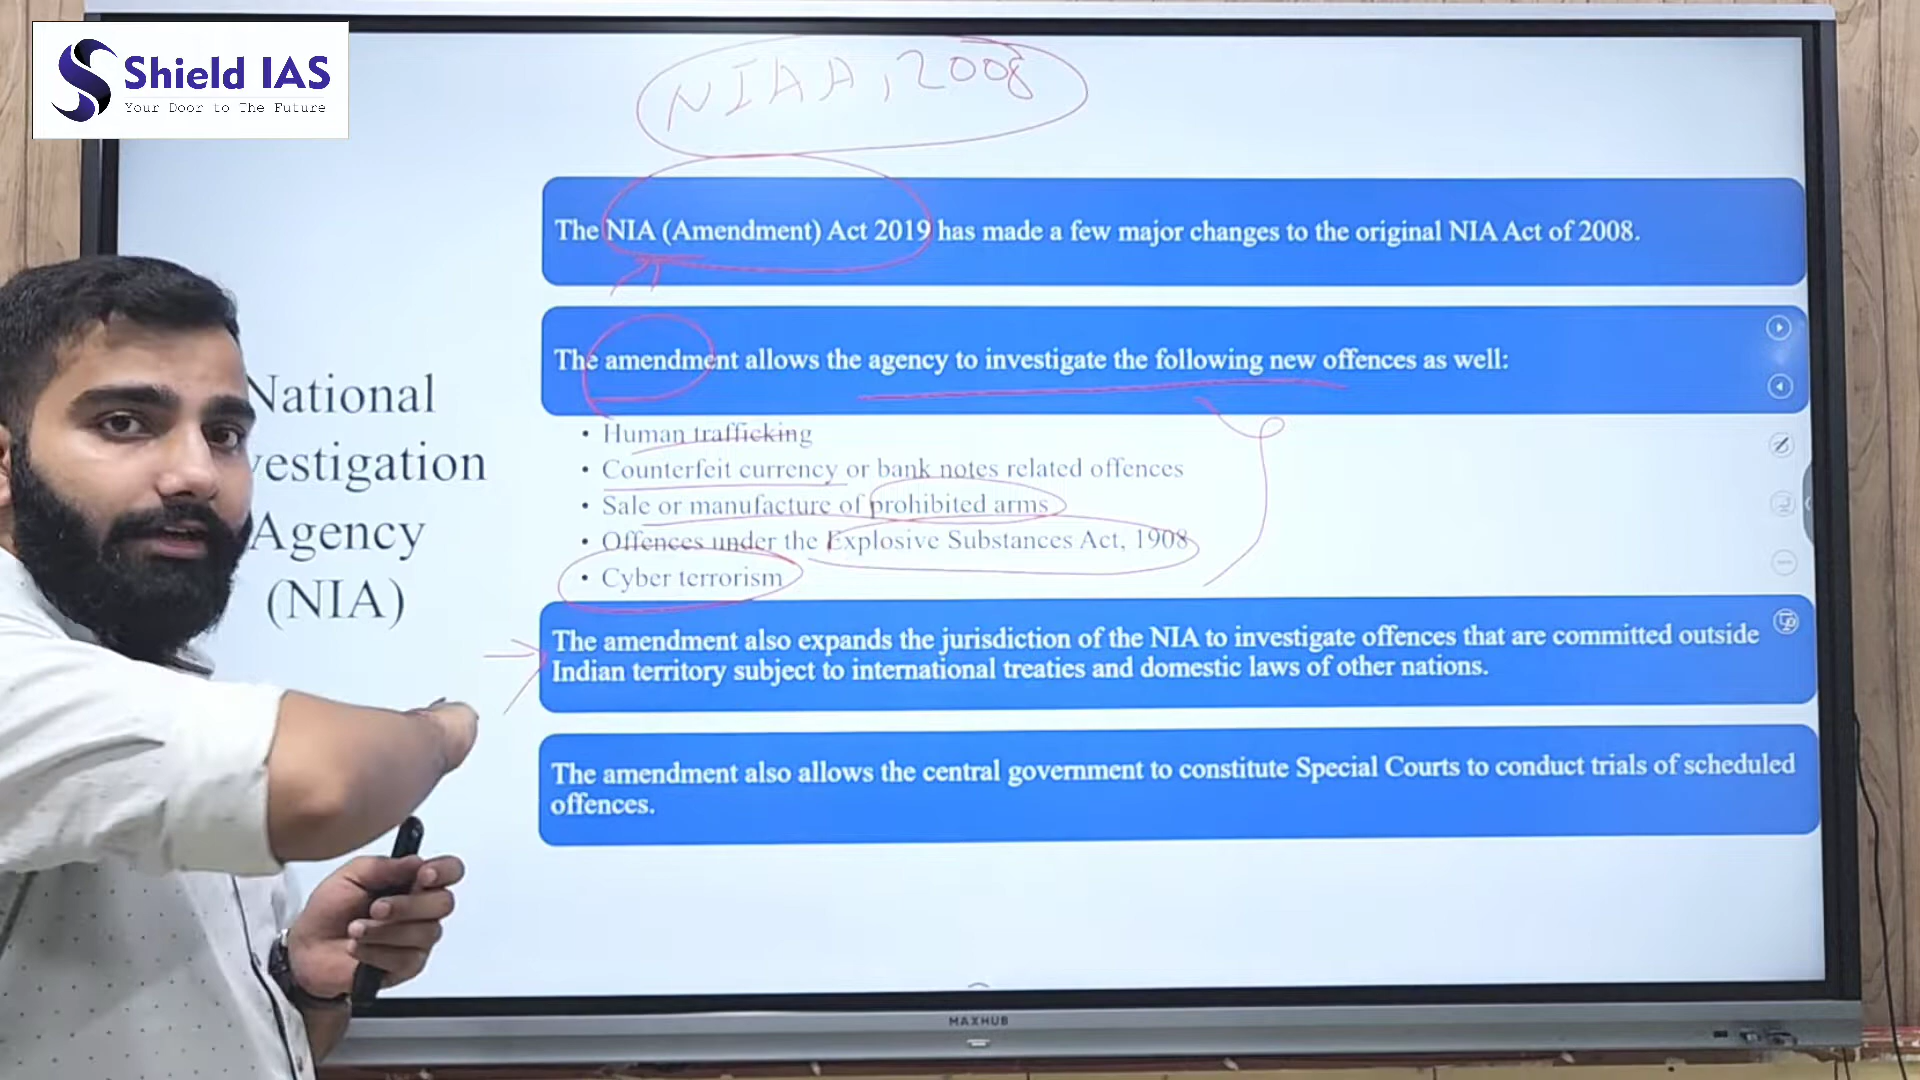 Shield IAS
Your Door to The Future
NIAA, 2008
National
vestigation
Agency
(NIA)
The NIA (Amendment) Act 2019 has made a few major changes to the original NIA Act of 2008.
The amendment allows the agency to investigate the following new offences as well:
• Human trafficking
• Counterfeit currency or bank notes related offences
• Sale or manufacture of prohibited arms
• Offences under the Explosive Substances Act, 1908
• Cyber terrorism
The amendment also expands the jurisdiction of the NIA to investigate offences that are committed outside
Indian territory subject to international treaties and domestic laws of other nations.
The amendment also allows the central government to constitute Special Courts to conduct trials of scheduled
offences.
MAXHUB